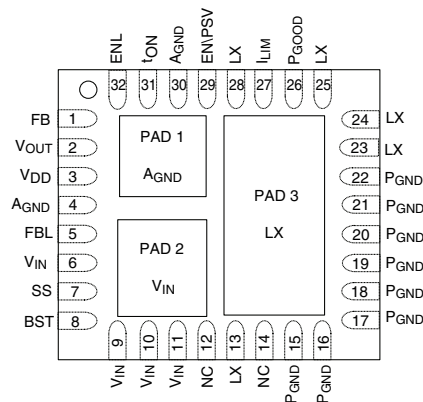 ENL
tON
AGND
EN\PSV
LX
ILIM
PGOOD
LX
32
31
30
29
28
27
26
25
FB 1
VOUT 2
VDD 3
AGND 4
FBL 5
VIN 6
SS 7
BST 8
PAD 1
AGND
PAD 2
VIN
PAD 3
LX
24 LX
23 LX
22 PGND
21 PGND
20 PGND
19 PGND
18 PGND
17 PGND
9
10
11
12
13
14
15
16
VIN
VIN
VIN
NC
LX
NC
PGND
PGND